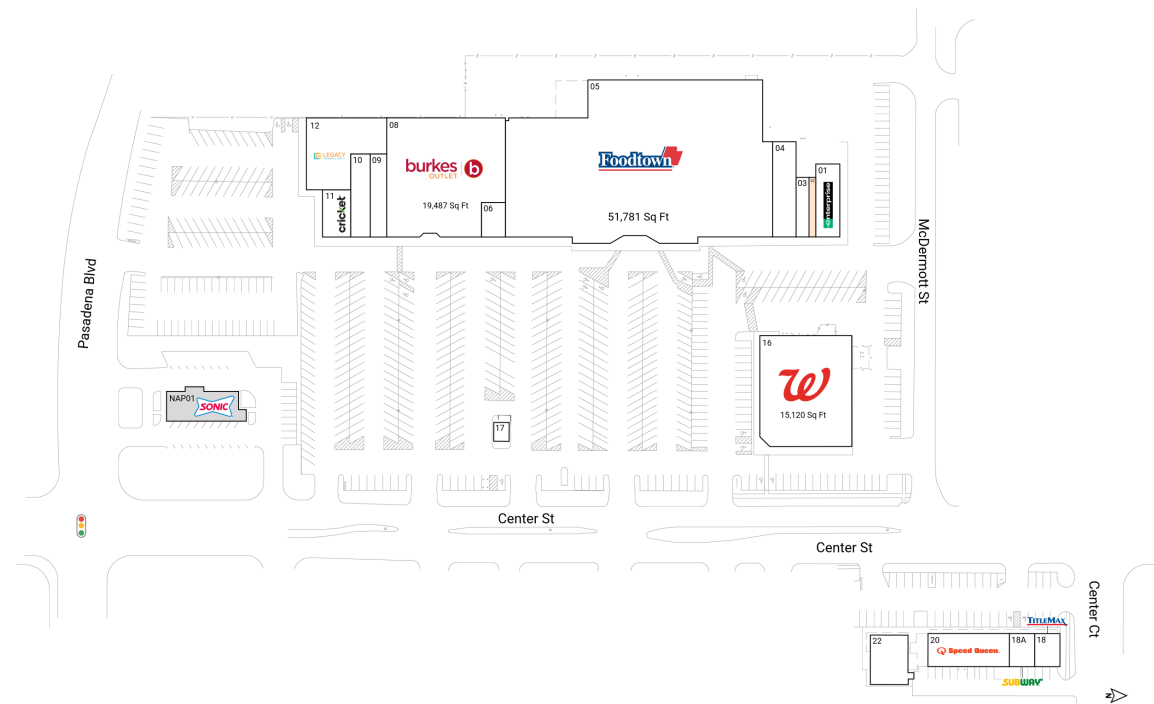 05
12
08
LEGACY
10
09
burkes
OUTLET
b
Foodtown
04
01
enterprise
03
11
cricket
19,487 Sq Ft
06
51,781 Sq Ft
McDermott St
Pasadena Blvd
16
15,120 Sq Ft
NAP01
SONIC
17
Center St
Center St
Center Ct
TITLEMAX
22
20
Speed Queen
18A
18
SUBWAY
N